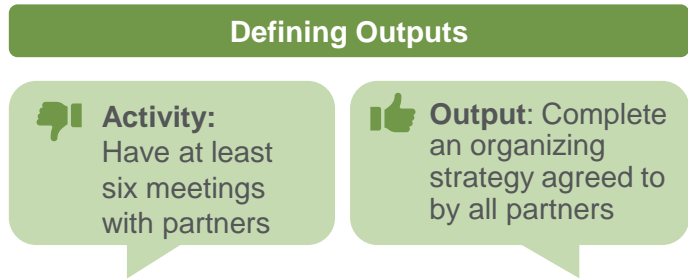 Defining Outputs
Activity:
Have at least
six meetings
with partners
Output: Complete
an organizing
strategy agreed to
by all partners